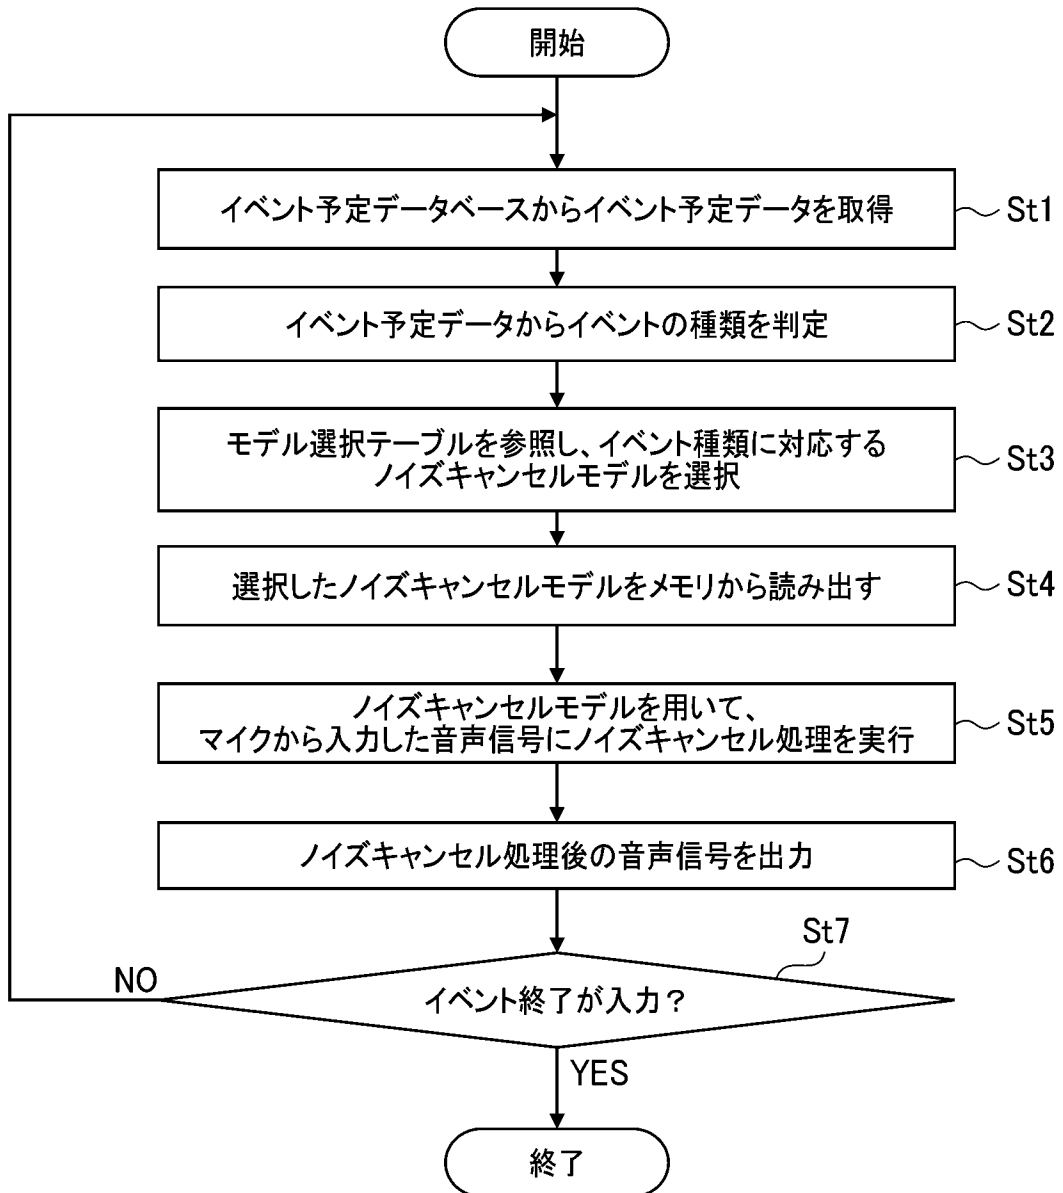 開始
イベント予定データベースからイベント予定データを取得
St1
イベント予定データからイベントの種類を判定
St2
モデル選択テーブルを参照し、イベント種類に対応する
ノイズキャンセルモデルを選択
St3
選択したノイズキャンセルモデルをメモリから読み出す
St4
ノイズキャンセルモデルを用いて、
マイクから入力した音声信号にノイズキャンセル処理を実行
St5
ノイズキャンセル処理後の音声信号を出力
St6
St7
NO
イベント終了が入力？
YES
終了